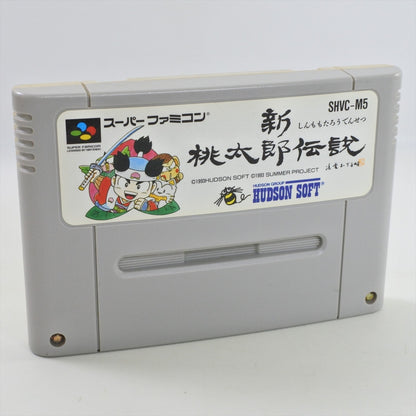 スーパーファミコン
SHVC-M5
SUPER FAMICOM
新
しんももたろうでんせつ
桃太郎伝説
©1993HUDSON SOFT ©1993 SUMMER PROJECT
HUDSON GROUP
HUDSON SOFT